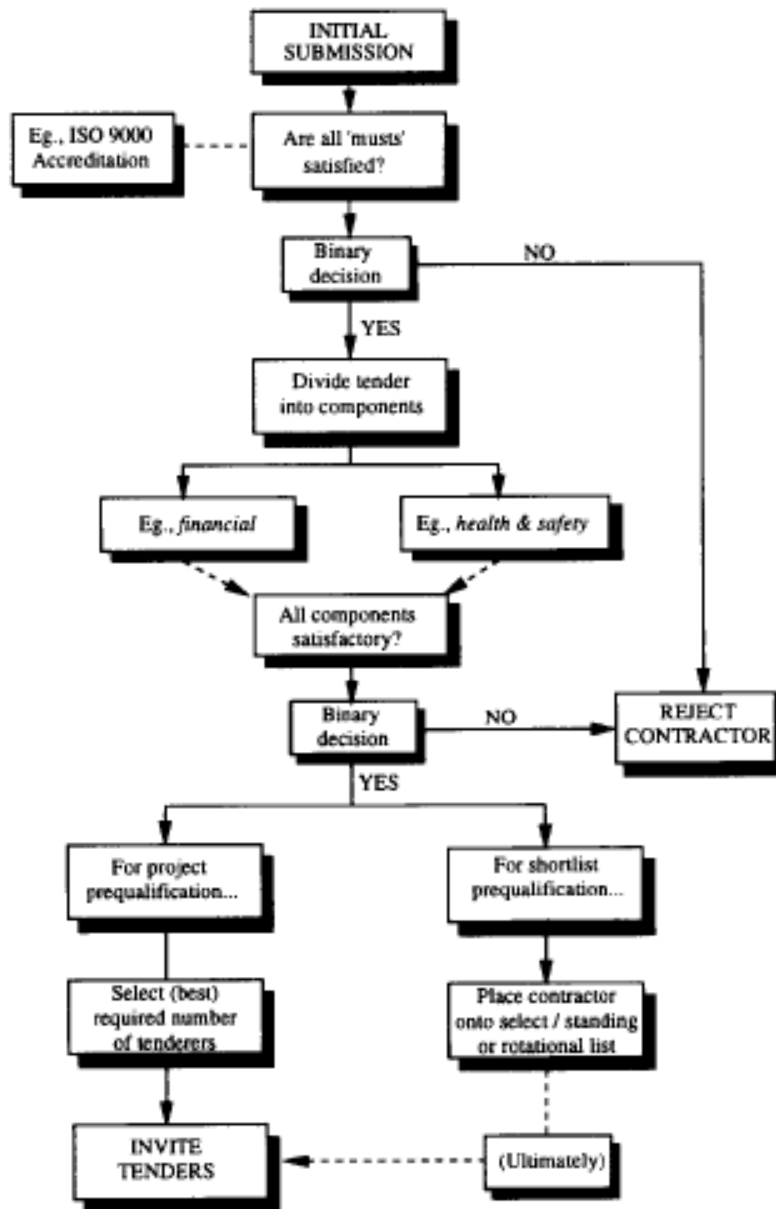 INITIAL
SUBMISSION
Eg., ISO 9000
Accreditation
Are all 'musts'
satisfied?
Binary
decision
NO
YES
Divide tender
into components
Eg., financial
Eg., health & safety
All components
satisfactory?
Binary
decision
NO
REJECT
CONTRACTOR
YES
For project
prequalification...
For shortlist
prequalification...
Select (best)
required number
of tenderers
Place contractor
onto select / standing
or rotational list
INVITE
TENDERS
(Ultimately)